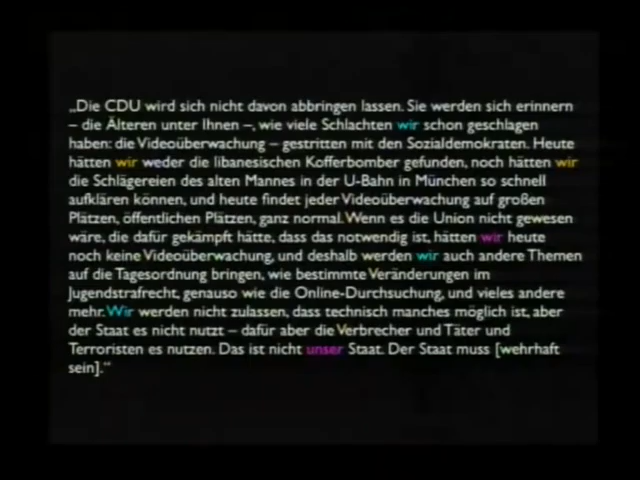 „Die CDU wird sich nicht davon abbringen lassen. Sie werden sich erinnern
– die Älteren unter Ihnen –, wie viele Schlachten wir schon geschlagen
haben: die Videoüberwachung – gestritten mit den Sozialdemokraten. Heute
hätten wir weder die libanesischen Kofferbomber gefunden, noch hätten wir
die Schlägereien des alten Mannes in der U-Bahn in München so schnell
aufklären können, und heute findet jeder Videoüberwachung auf großen
Plätzen, öffentlichen Plätzen, ganz normal. Wenn es die Union nicht gewesen
wäre, die dafür gekämpft hätte, dass das notwendig ist, hätten wir heute
noch keine Videoüberwachung, und deshalb werden wir auch andere Themen
auf die Tagesordnung bringen, wie bestimmte Veränderungen im
Jugendstrafrecht, genauso wie die Online-Durchsuchung, und vieles andere
mehr. Wir werden nicht zulassen, dass technisch manches möglich ist, aber
der Staat es nicht nutzt – dafür aber die Verbrecher und Täter und
Terroristen es nutzen. Das ist nicht unser Staat. Der Staat muss [wehrhaft
sein].“